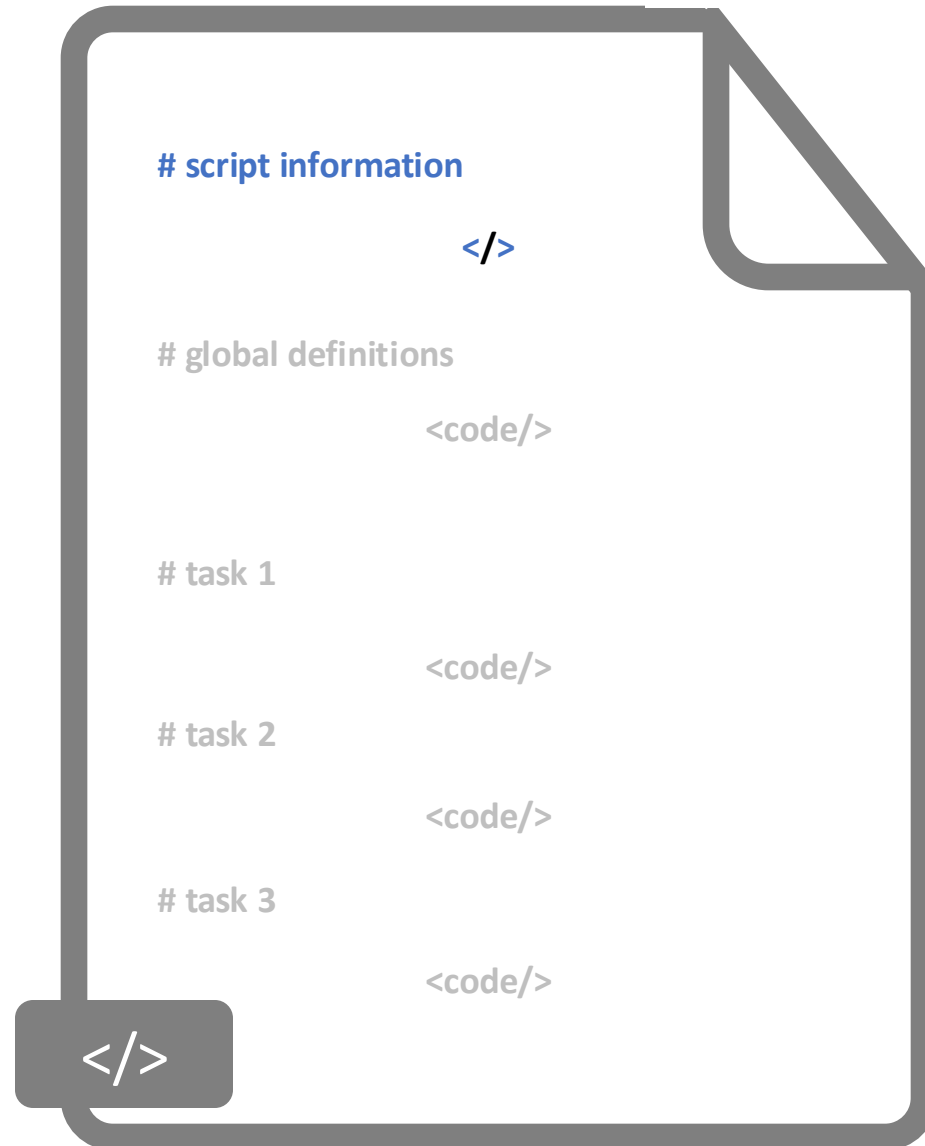 # script information
</>
# global definitions
<code/>
# task 1
<code/>
# task 2
<code/>
# task 3
<code/>
</>